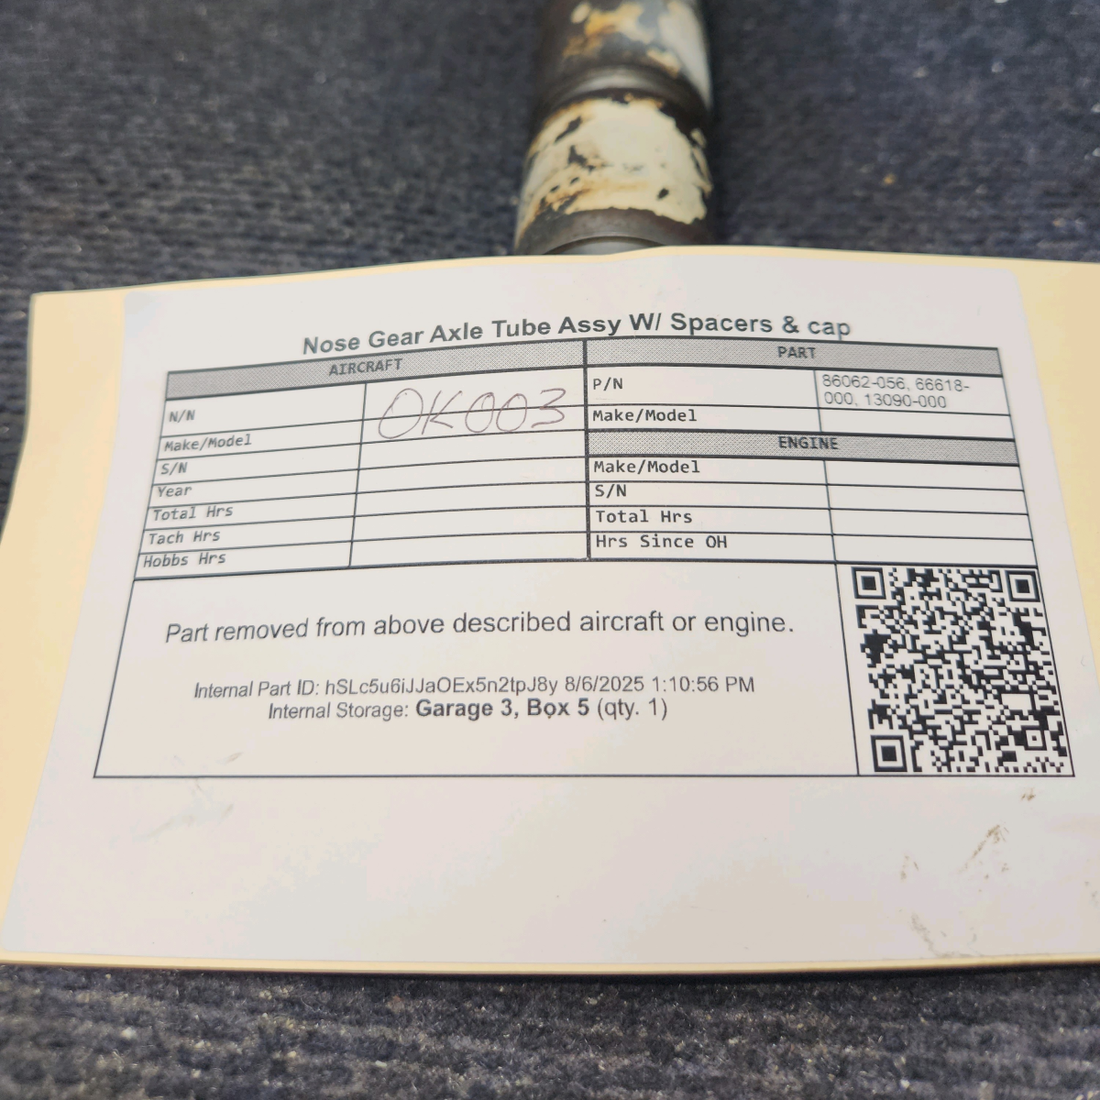 Nose Gear Axle Tube Assy W/ Spacers & cap
AIRCRAFT
N/N OK003
Make/Model
S/N
Year
Total Hrs
Tach Hrs
Hobbs Hrs
PART
P/N 86062-056, 66618-
000, 13090-000
Make/Model
ENGINE
Make/Model
S/N
Total Hrs
Hrs Since OH
Part removed from above described aircraft or engine.
Internal Part ID: hSLc5u6iJJaOEx5n2tpJ8y 8/6/2025 1:10:56 PM
Internal Storage: Garage 3, Box 5 (qty. 1)